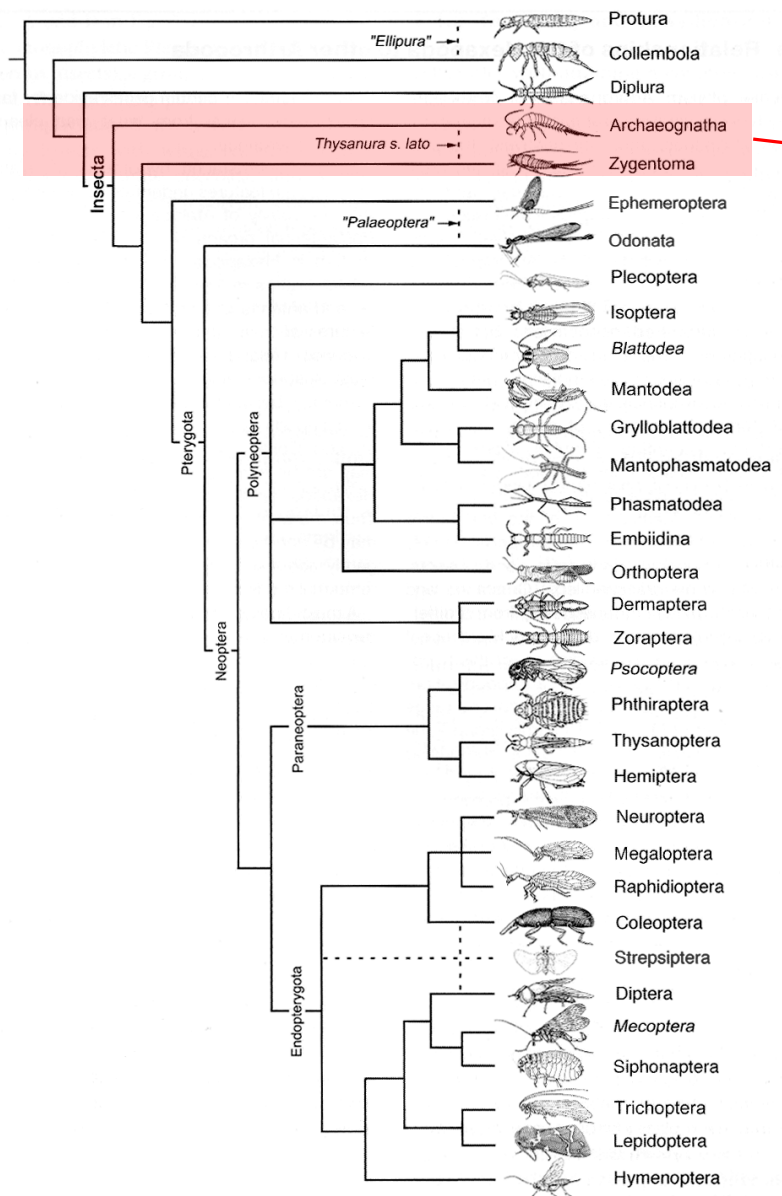 Protura
"Ellipura"
Collembola
Diplura
Archaeognatha
Thysanura s. lato
Zygentoma
Insecta
Ephemeroptera
"Palaeoptera"
Odonata
Plecoptera
Isoptera
Blattodea
Mantodea
Pterygota
Polyneoptera
Grylloblattodea
Mantophasmatodea
Phasmatodea
Embiidina
Orthoptera
Dermaptera
Zoraptera
Neoptera
Psocoptera
Phthiraptera
Paraneoptera
Thysanoptera
Hemiptera
Neuroptera
Megaloptera
Raphidioptera
Coleoptera
Strepsiptera
Endopterygota
Diptera
Mecoptera
Siphonaptera
Trichoptera
Lepidoptera
Hymenoptera